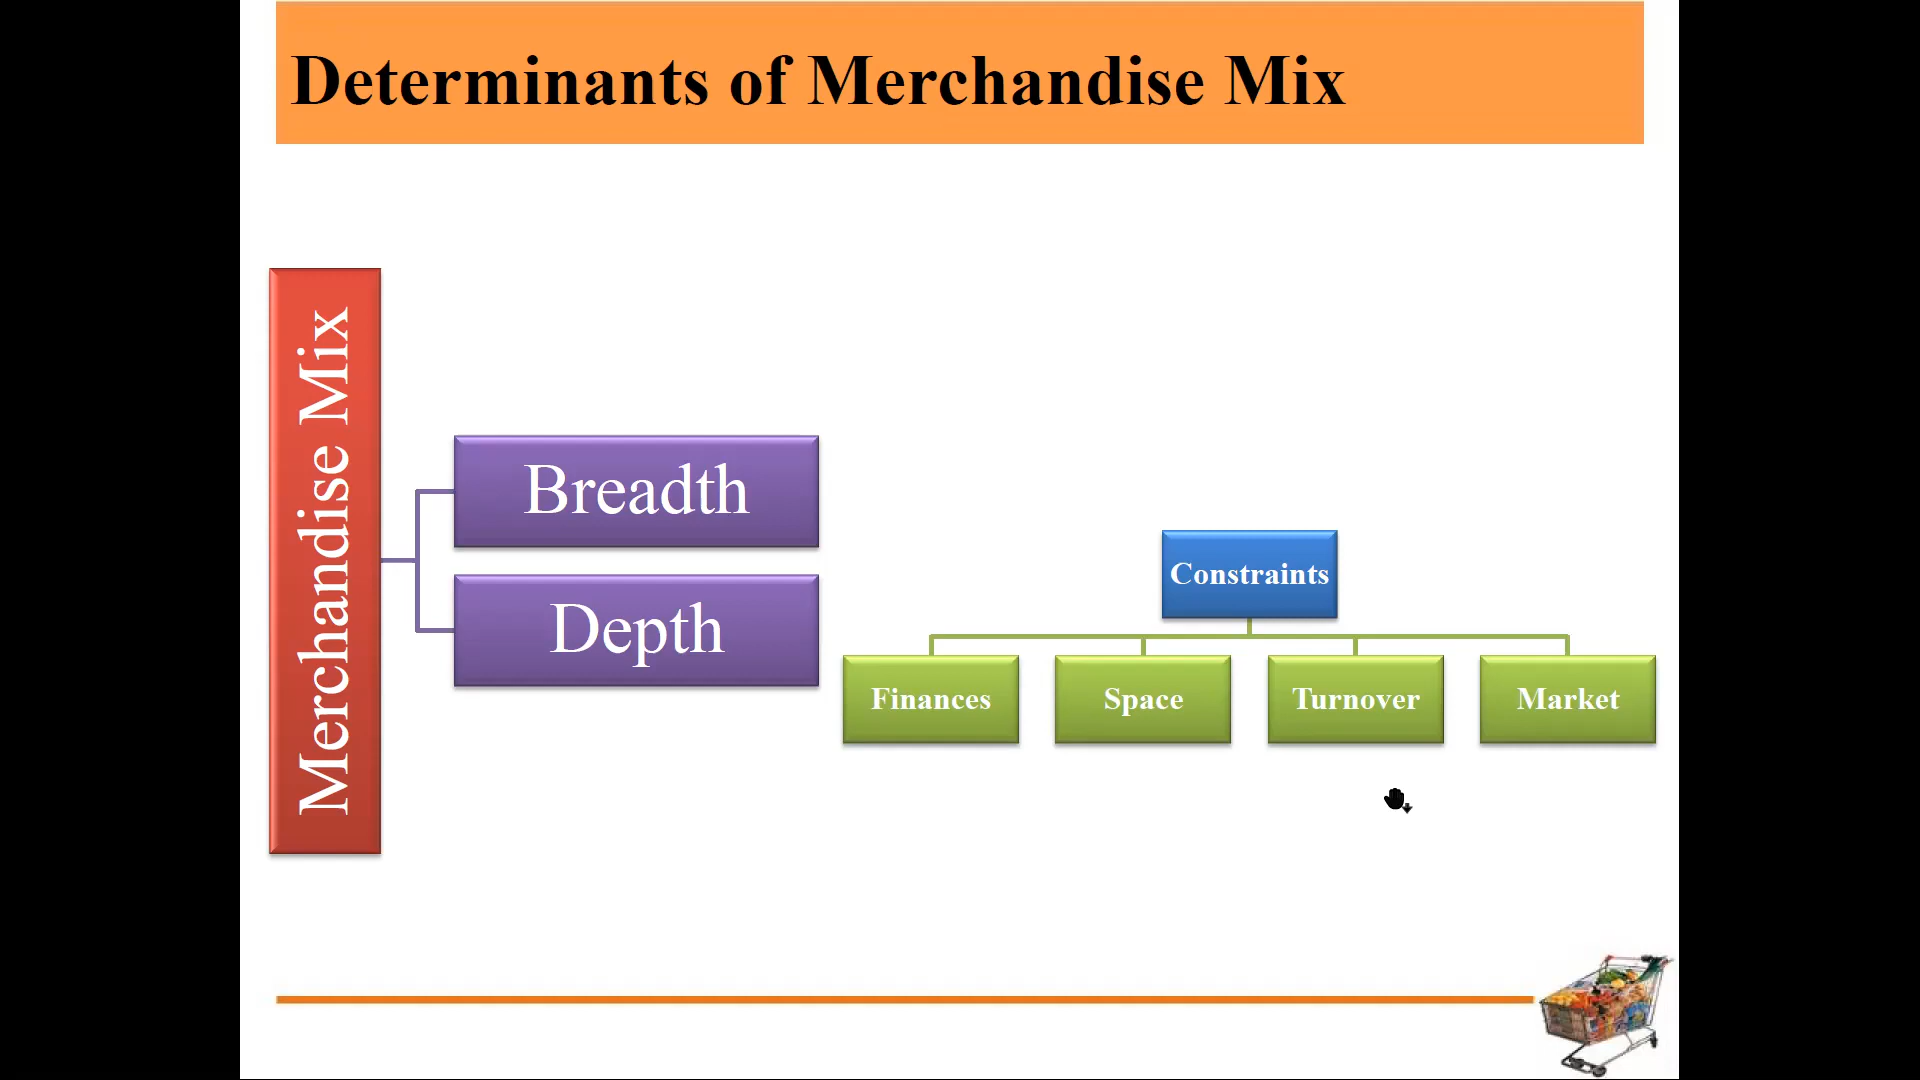 Determinants of Merchandise Mix
Merchandise Mix
Breadth
Depth
Constraints
Finances
Space
Turnover
Market